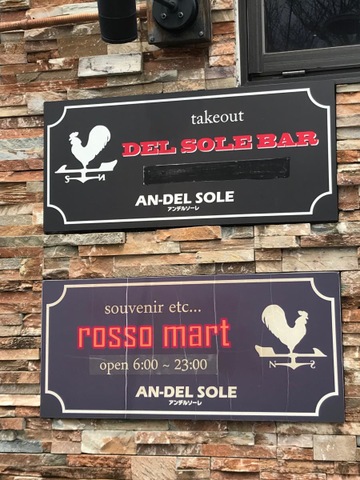 takeout
DEL SOLE BAR
S N
AN-DEL SOLE
アンデルソーレ
souvenir etc...
rosso mart
open 6:00 ~ 23:00
N S
AN-DEL SOLE
アンデルソーレ